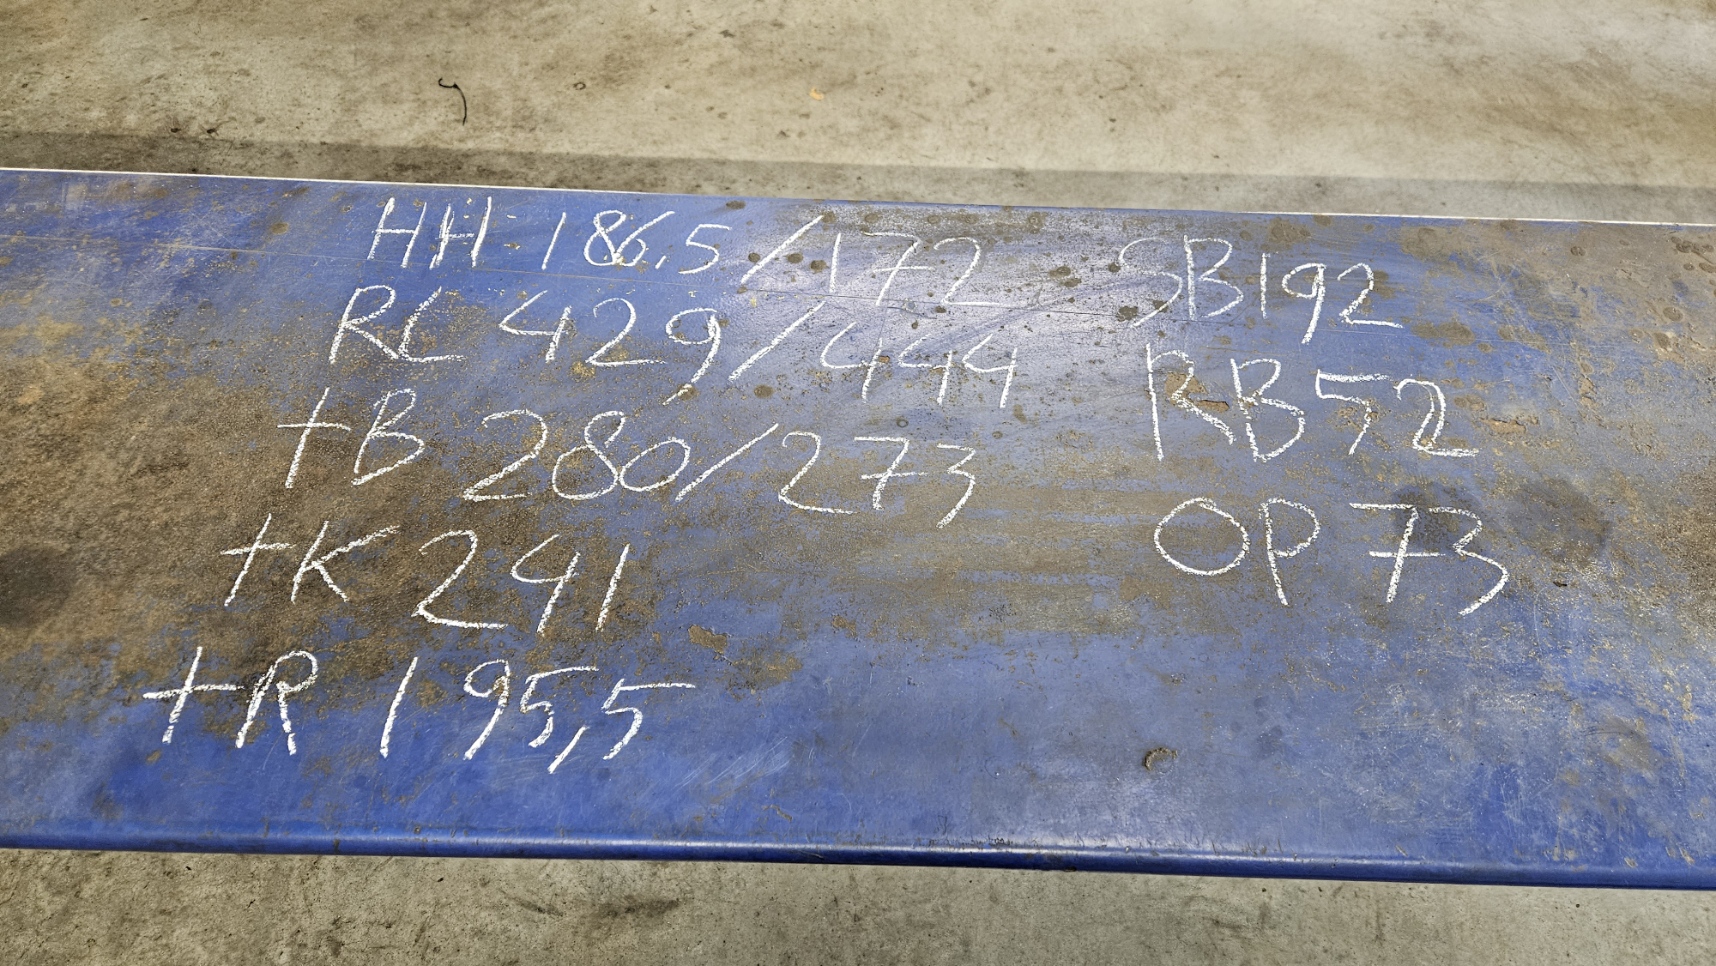 HH 186,5/172
RC 429/444
+B 280/273
+K 241
+R 195,5
SB192
RB52
OP 73